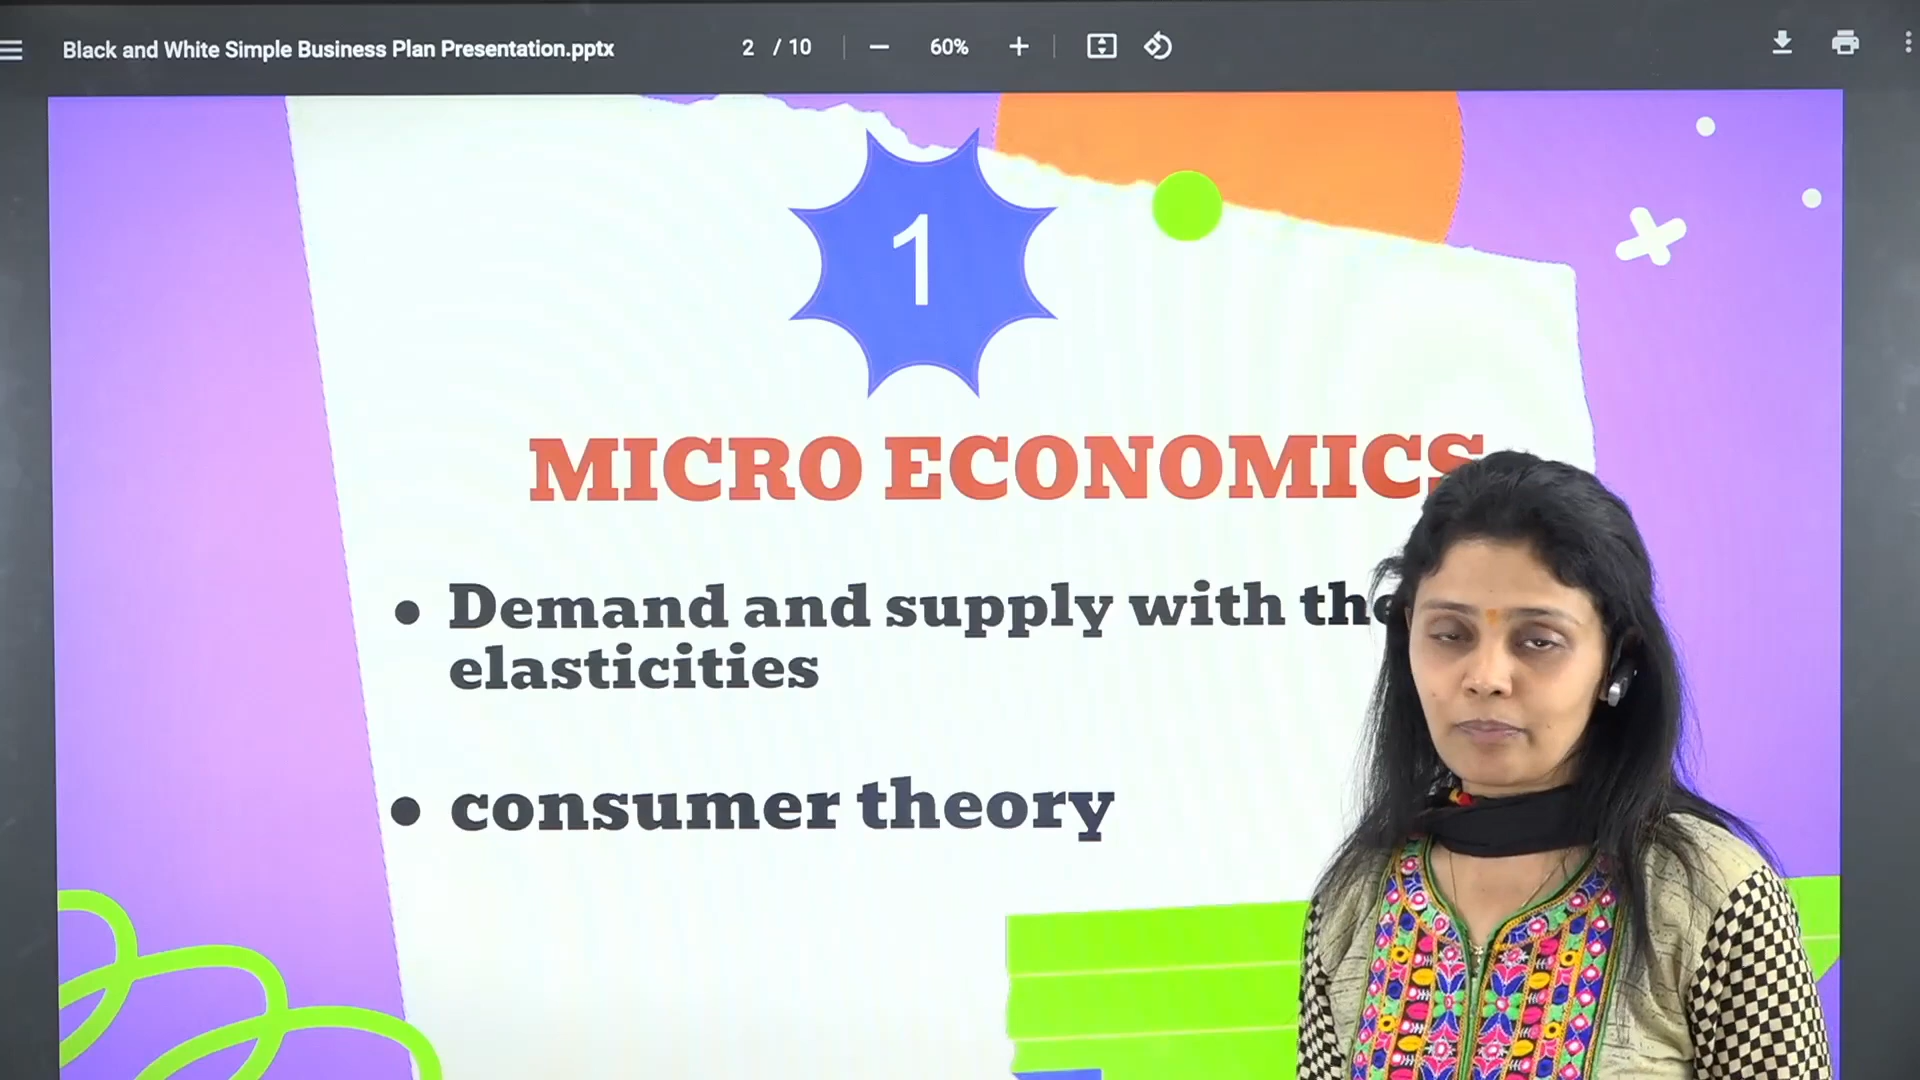 Black and White Simple Business Plan Presentation.pptx 2 / 10 60%
1
MICRO ECONOMICS
• Demand and supply with the
elasticities
• consumer theory